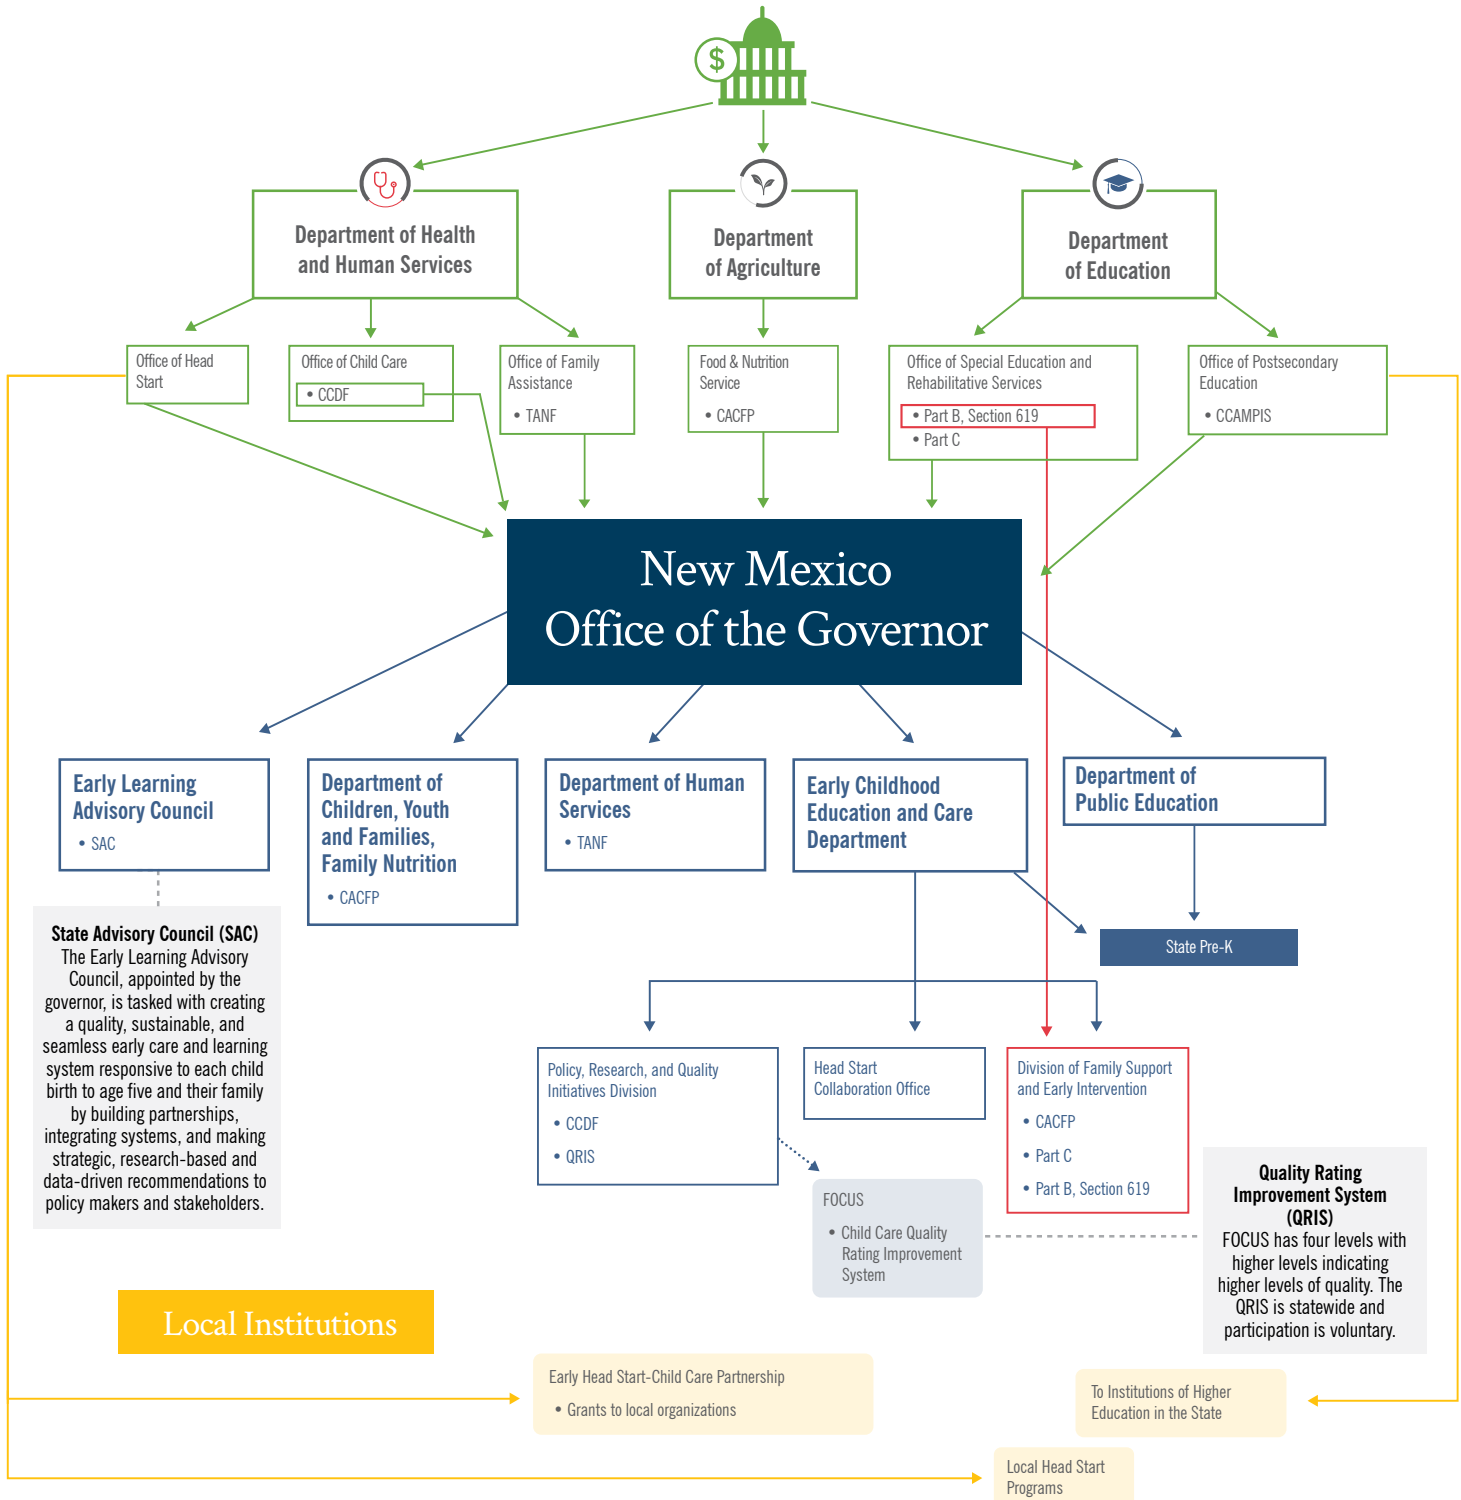 $
Department of Health
and Human Services
Department
of Agriculture
Department
of Education
Office of Head
Start
Office of Child Care
• CCDF
Office of Family
Assistance
• TANF
Food & Nutrition
Service
• CACFP
Office of Special Education and
Rehabilitative Services
• Part B, Section 619
• Part C
Office of Postsecondary
Education
• CCAMPIS
New Mexico
Office of the Governor
Early Learning
Advisory Council
• SAC
Department of
Children, Youth
and Families,
Family Nutrition
• CACFP
Department of Human
Services
• TANF
Early Childhood
Education and Care
Department
Department of
Public Education
State Pre-K
State Advisory Council (SAC)
The Early Learning Advisory
Council, appointed by the
governor, is tasked with creating
a quality, sustainable, and
seamless early care and learning
system responsive to each child
birth to age five and their family
by building partnerships,
integrating systems, and making
strategic, research-based and
data-driven recommendations to
policy makers and stakeholders.
Policy, Research, and Quality
Initiatives Division
• CCDF
• QRIS
Head Start
Collaboration Office
Division of Family Support
and Early Intervention
• CACFP
• Part C
• Part B, Section 619
FOCUS
• Child Care Quality
Rating Improvement
System
Quality Rating
Improvement System
(QRIS)
FOCUS has four levels with
higher levels indicating
higher levels of quality. The
QRIS is statewide and
participation is voluntary.
Local Institutions
Early Head Start-Child Care Partnership
• Grants to local organizations
To Institutions of Higher
Education in the State
Local Head Start
Programs